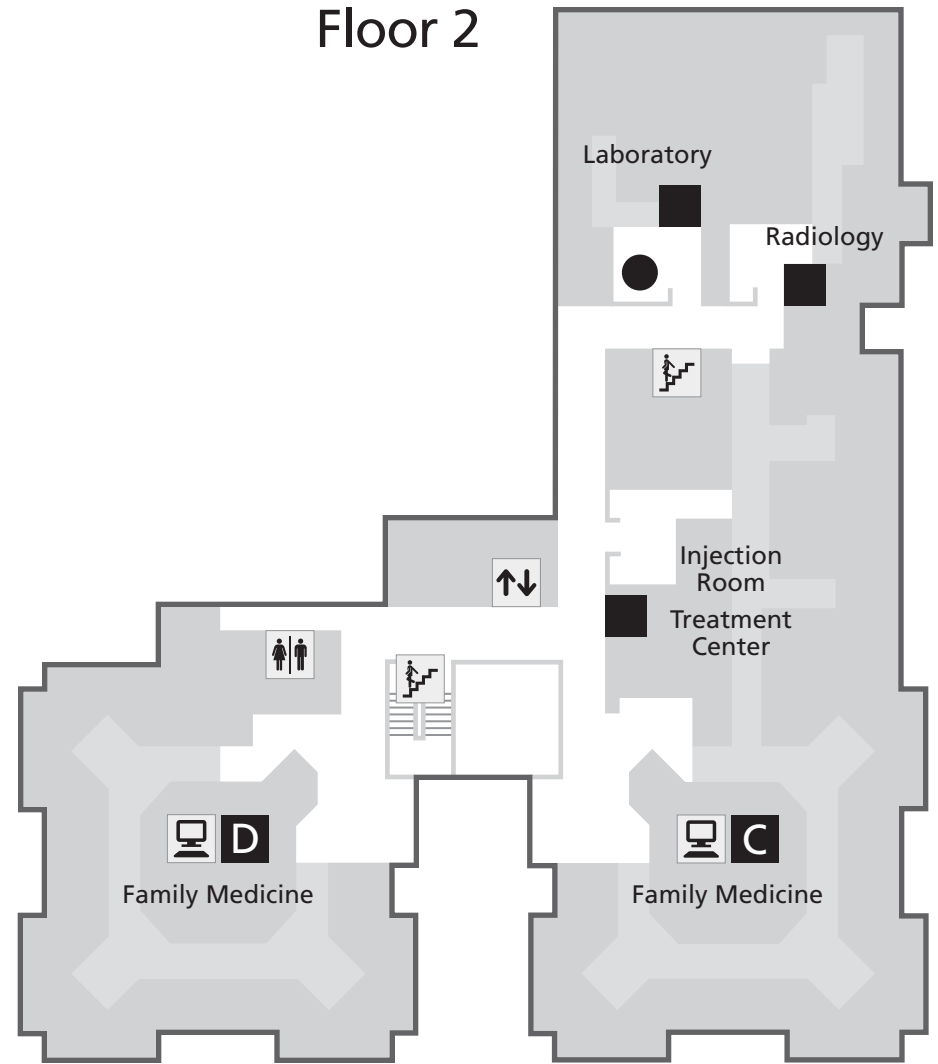 Floor 2
Laboratory
Radiology
Injection
Room
Treatment
Center
D
C
Family Medicine
Family Medicine